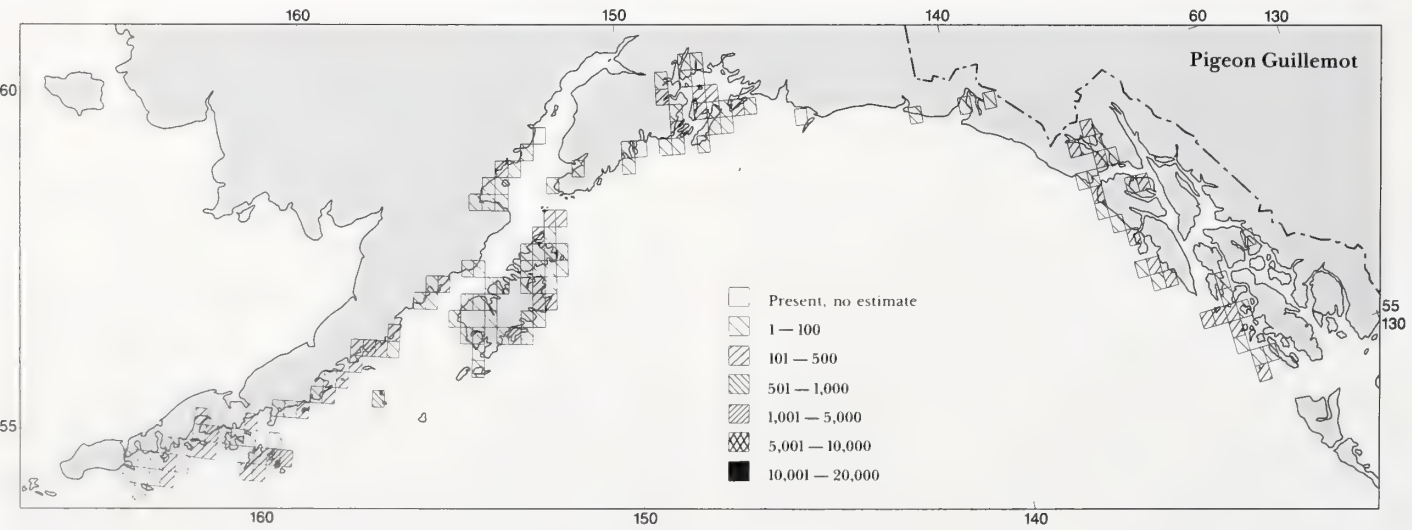 160 150 140 60 130
Pigeon Guillemot
60
Present, no estimate
1 — 100
101 — 500
501 — 1,000
1,001 — 5,000
5,001 — 10,000
10,001 — 20,000
55
130
55
160 150 140